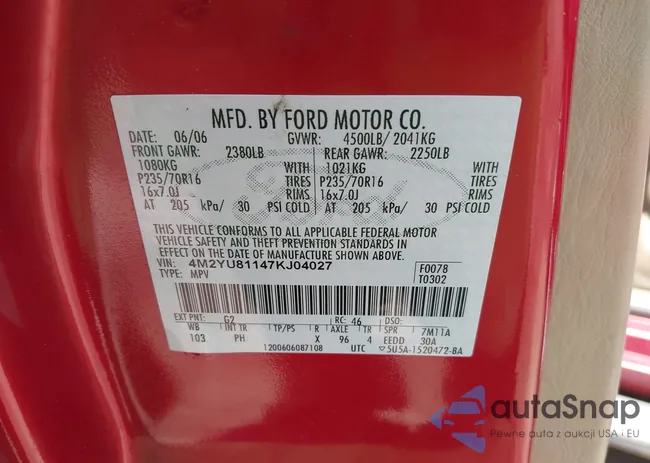 MFD. BY FORD MOTOR CO.
DATE: 06/06 GVWR: 4500LB/ 2041KG
FRONT GAWR: 2380LB REAR GAWR: 2250LB
1080KG WITH 1021KG WITH
P235/70R16 TIRES P235/70R16 TIRES
16x7.0J RIMS 16x7.0J RIMS
AT 205 kPa/ 30 PSI COLD AT 205 kPa/ 30 PSI COLD
THIS VEHICLE CONFORMS TO ALL APPLICABLE FEDERAL MOTOR
VEHICLE SAFETY AND THEFT PREVENTION STANDARDS IN
EFFECT ON THE DATE OF MANUFACTURE SHOWN ABOVE.
VIN: 4M2YU81147KJ04027 F0078
TYPE: MPV T0302
EXT PNT: G2 RC: 46 DSO:
WB INT TR TP/PS R AXLE TR SPR 7M11A
103 PH X 96 4 EEDD 30A
1200606087108 UTC ▽5U5A-1520472-BA
Ford
autaSnap
Pewne auta z aukcji USA i EU